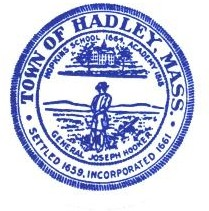 TOWN OF HADLEY, MASS.
HOPKINS SCHOOL 1664 ACADEMY 1816
GENERAL JOSEPH HOOKER
SETTLED 1659. INCORPORATED 1661